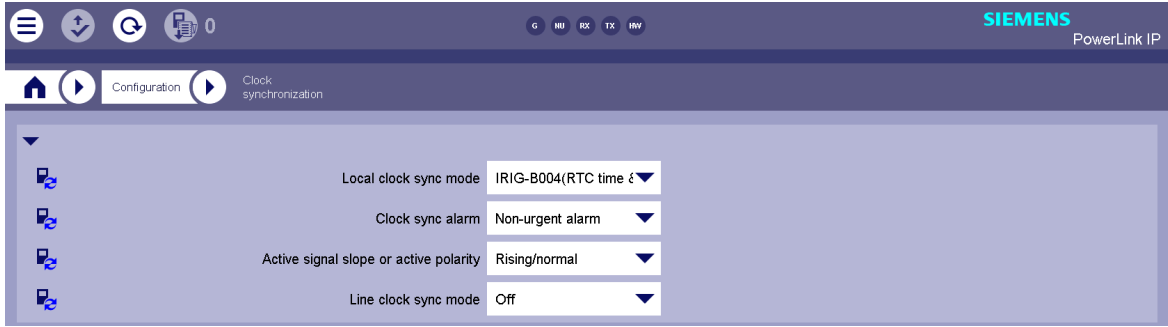 0
G NU RX TX HW
SIEMENS
PowerLink IP
Configuration
Clock
synchronization
Local clock sync mode IRIG-B004(RTC time &
Clock sync alarm Non-urgent alarm
Active signal slope or active polarity Rising/normal
Line clock sync mode Off